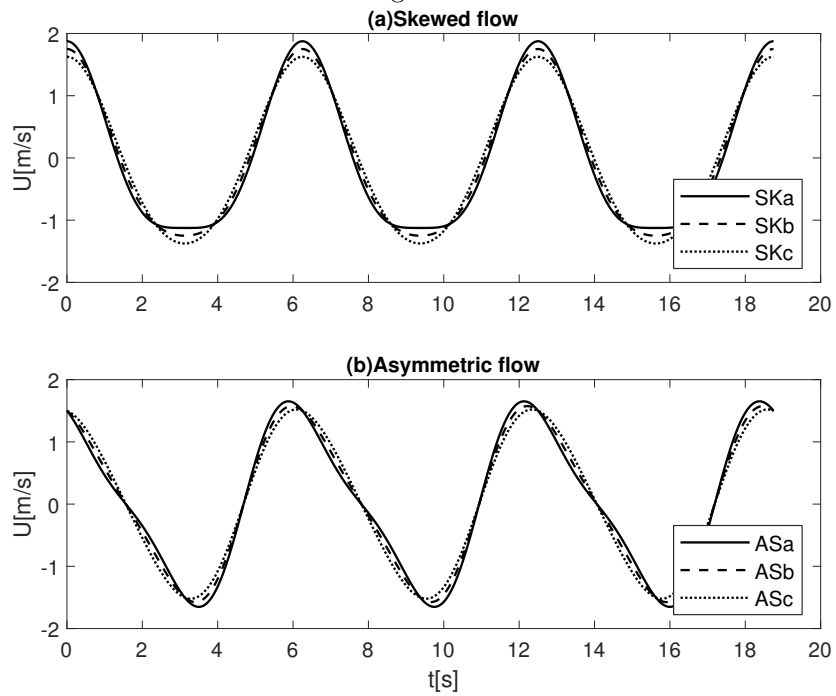 (a)Skewed flow
2
1
0
-1
-2
U[m/s]
0 2 4 6 8 10 12 14 16 18 20
SKa
SKb
SKc
(b)Asymmetric flow
2
1
0
-1
-2
U[m/s]
0 2 4 6 8 10 12 14 16 18 20
t[s]
ASa
ASb
ASc